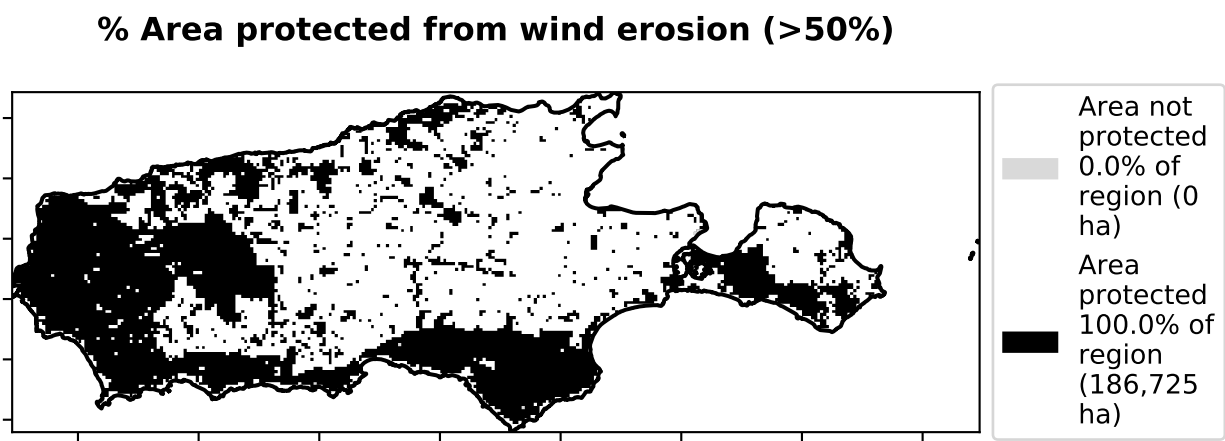 % Area protected from wind erosion (>50%)
Area not
protected
0.0% of
region (0
ha)
Area
protected
100.0% of
region
(186,725
ha)